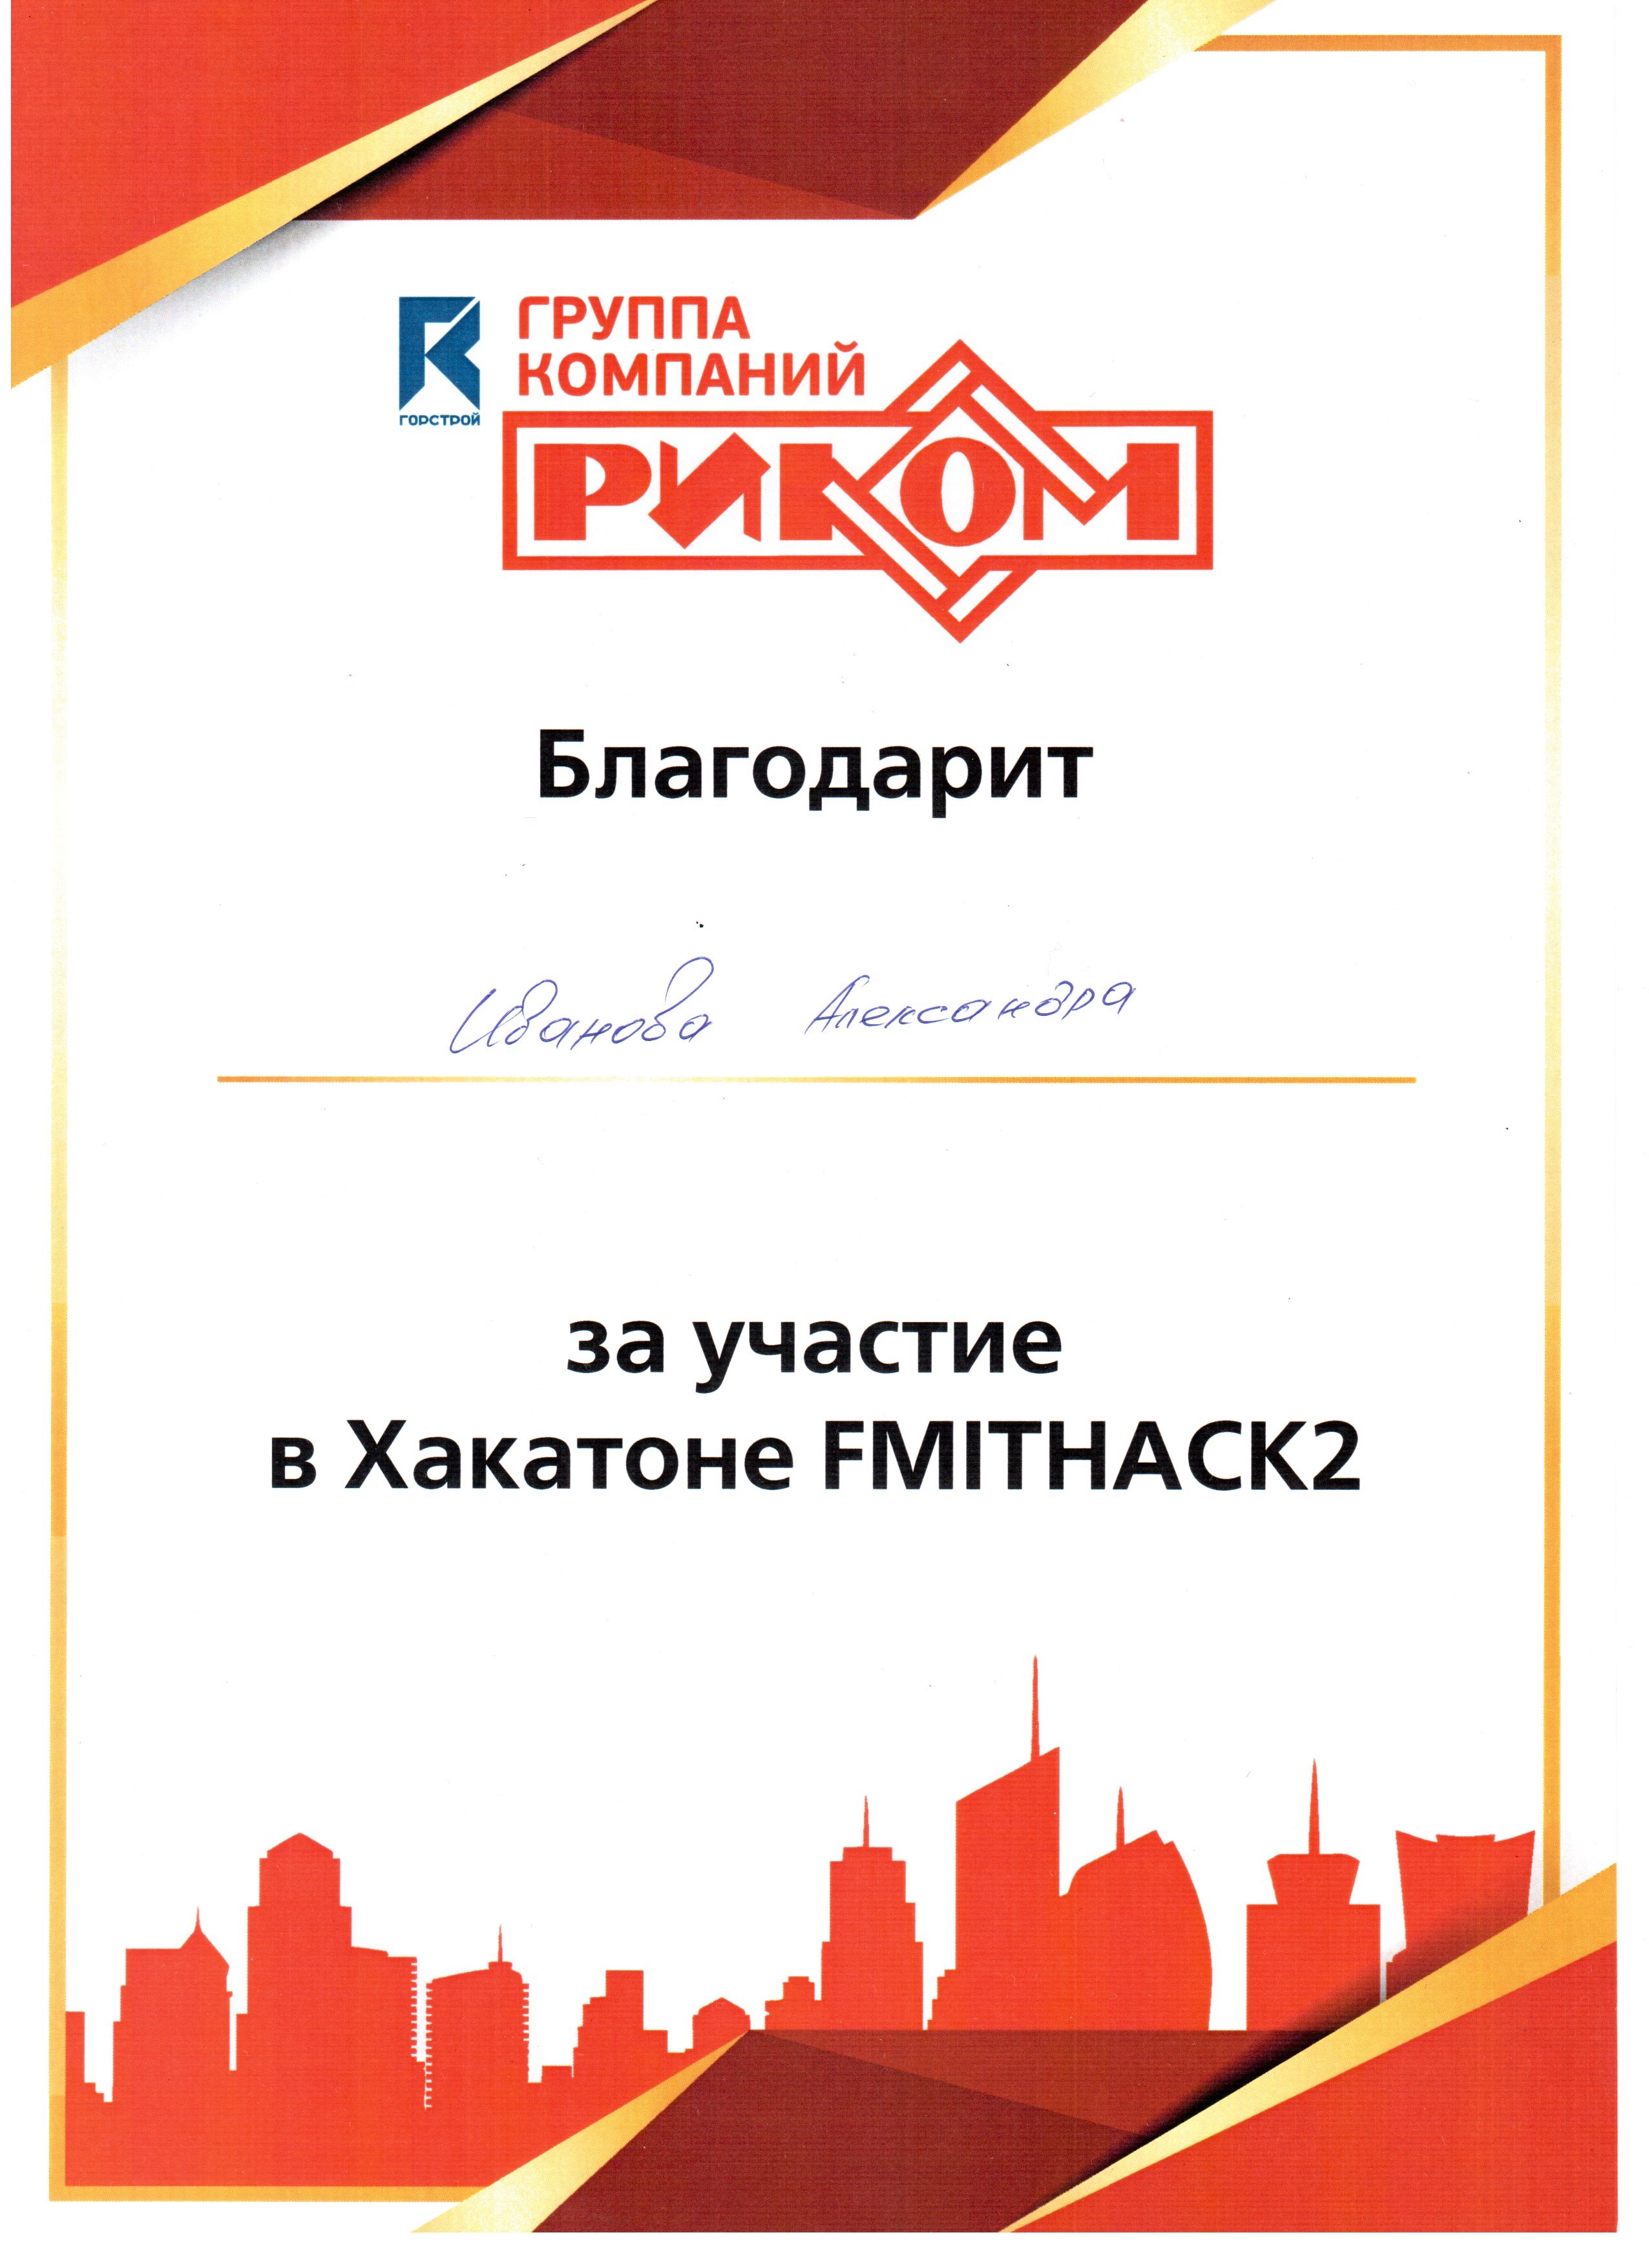 ГРУППА
КОМПАНИЙ
ГОРСТРОЙ
РИКОМ
Благодарит
Иванова Александра
за участие
в Хакатоне FMITHACK2